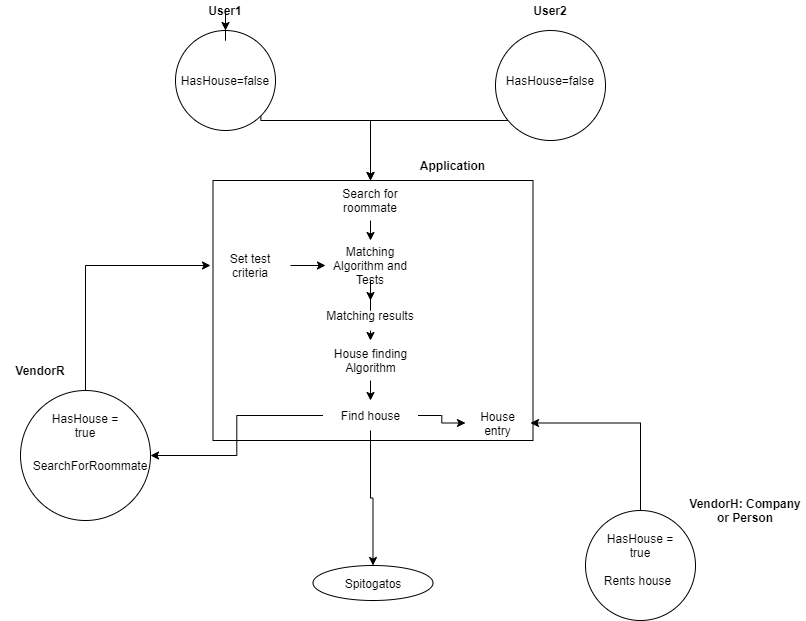 User1
User2
HasHouse=false
HasHouse=false
Application
Search for
roommate
Set test
criteria
Matching
Algorithm and
Tests
Matching results
House finding
Algorithm
VendorR
HasHouse =
true
SearchForRoommate
Find house
House
entry
VendorH: Company
or Person
HasHouse =
true
Rents house
Spitogatos